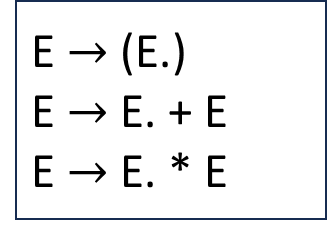 E → (E.)
E → E. + E
E → E. * E